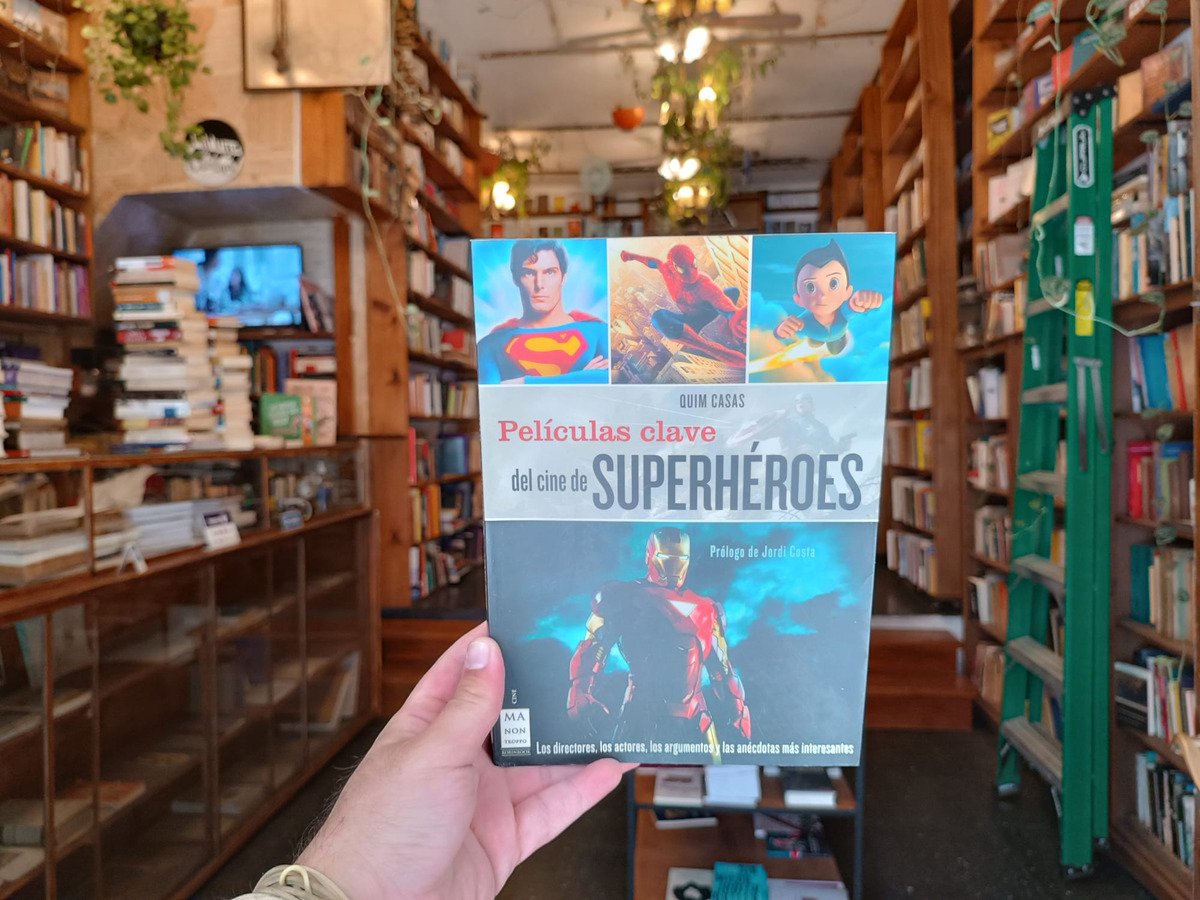 QUIM CASAS
Películas clave
del cine de SUPERHÉROES
Prólogo de Jordi Costa
CINE
MA
NON
TROPPO
ROBINBOOK
Los directores, los actores, los argumentos y las anécdotas más interesantes